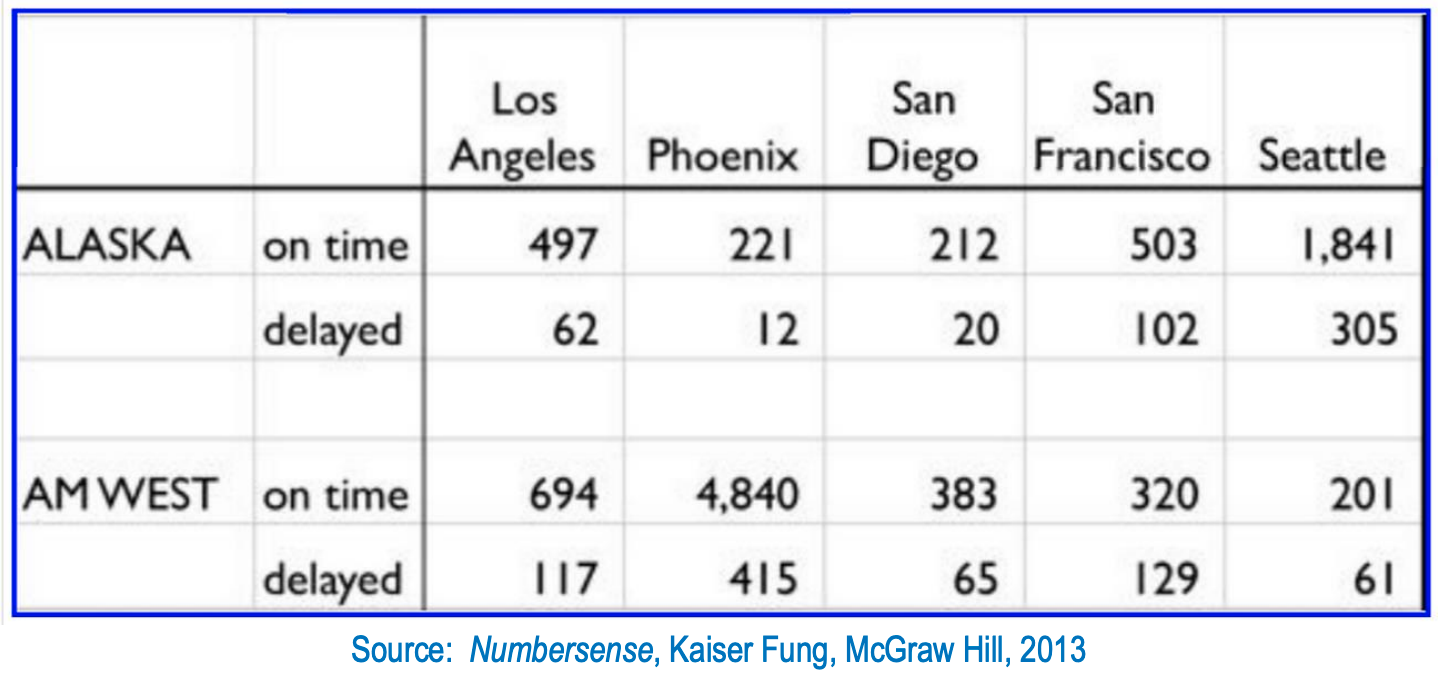 Los Angeles Phoenix San Diego San Francisco Seattle
ALASKA on time 497 221 212 503 1,841
delayed 62 12 20 102 305
AM WEST on time 694 4,840 383 320 201
delayed 117 415 65 129 61
Source: Numbersense, Kaiser Fung, McGraw Hill, 2013